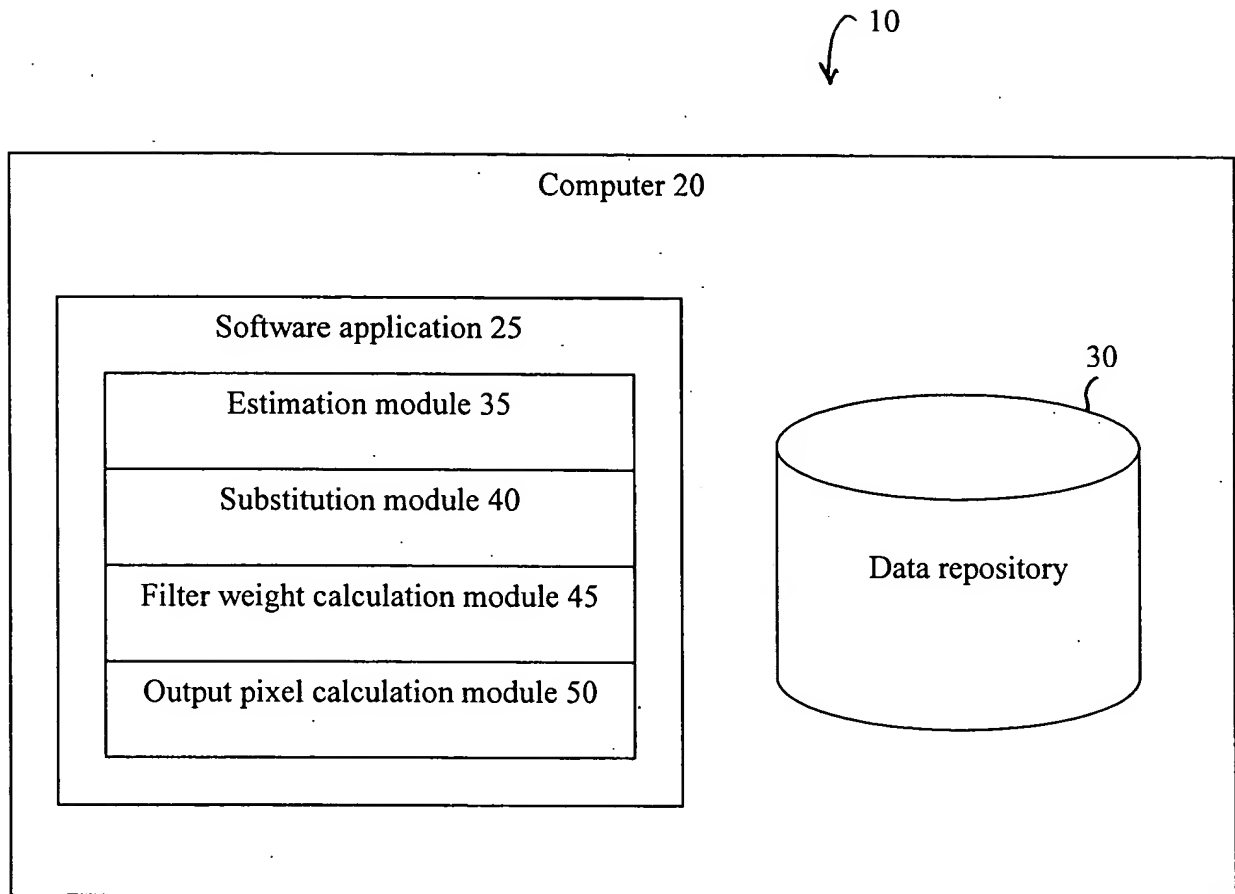 10
Computer 20
Software application 25
Estimation module 35
Substitution module 40
Filter weight calculation module 45
Output pixel calculation module 50
30
Data repository